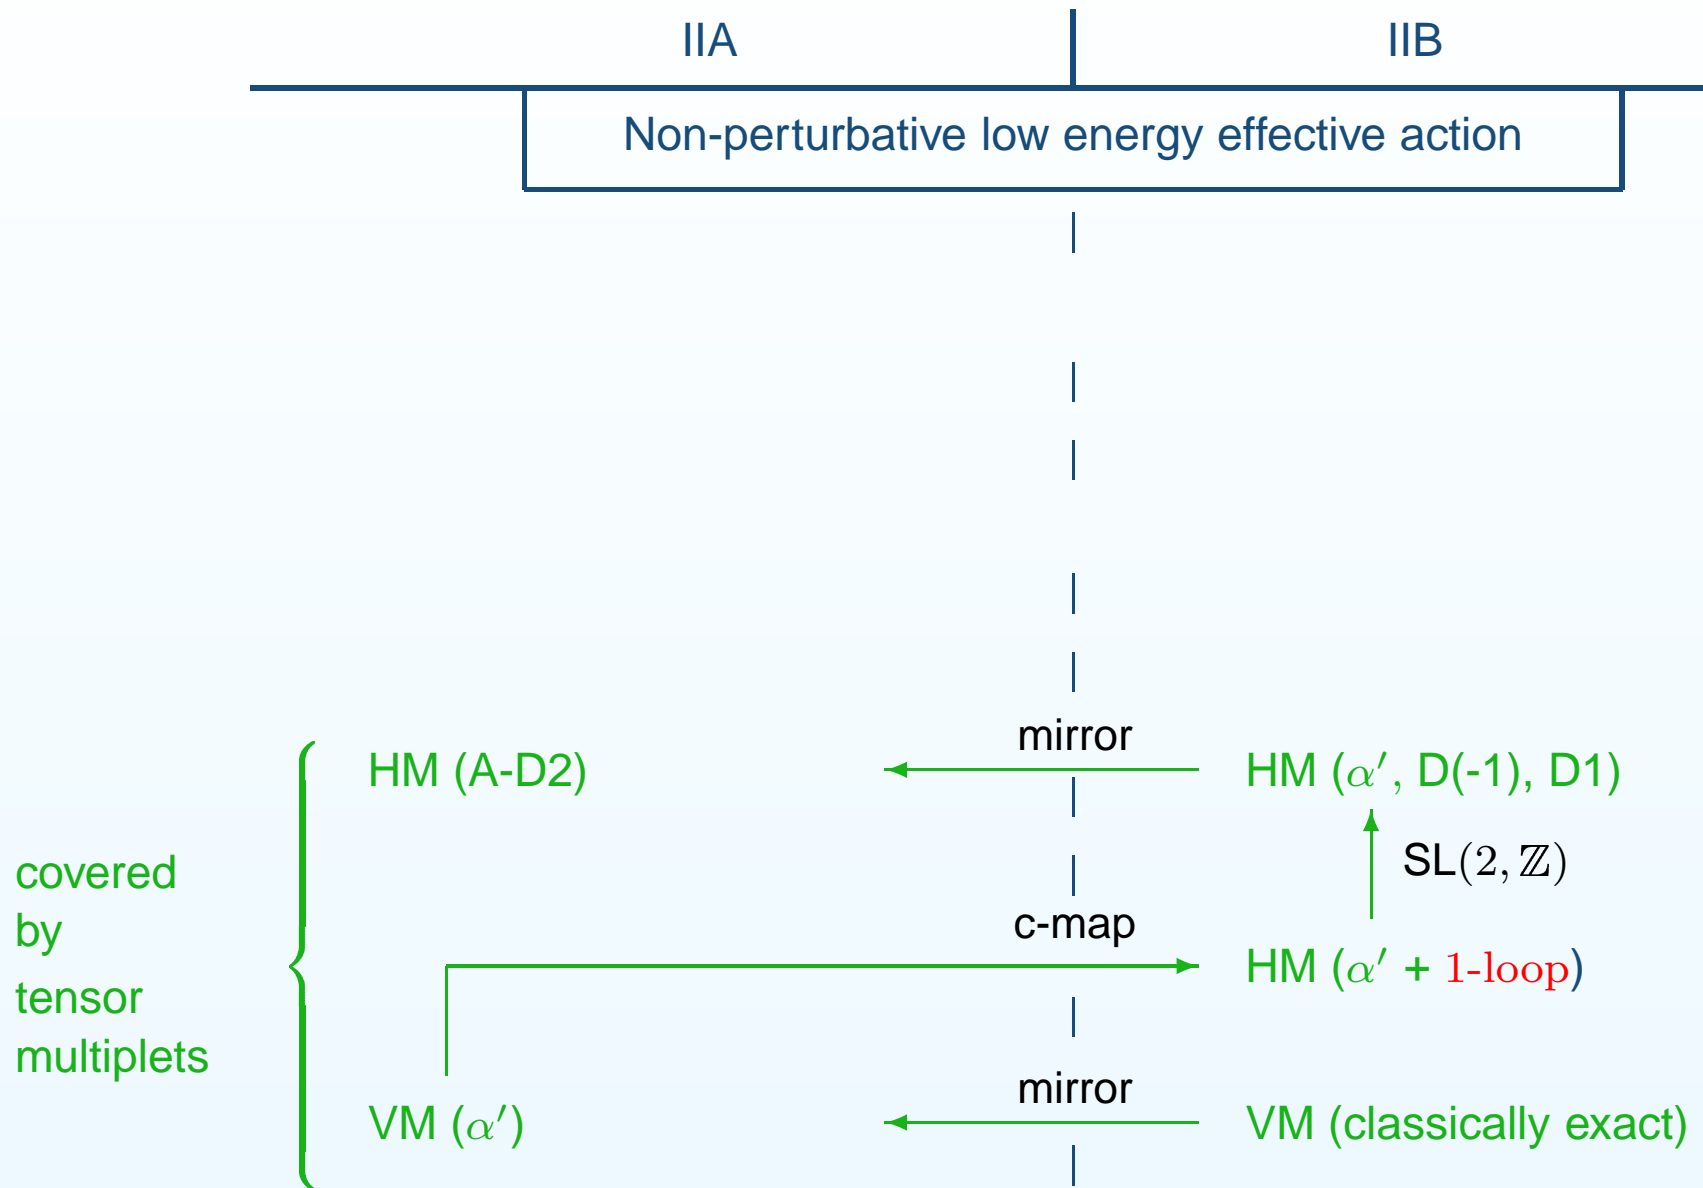 IIA
IIB
Non-perturbative low energy effective action
mirror
HM (A-D2)
HM (α′, D(-1), D1)
SL(2, ℤ)
covered
by
tensor
multiplets
c-map
HM (α′ + 1-loop)
mirror
VM (α′)
VM (classically exact)